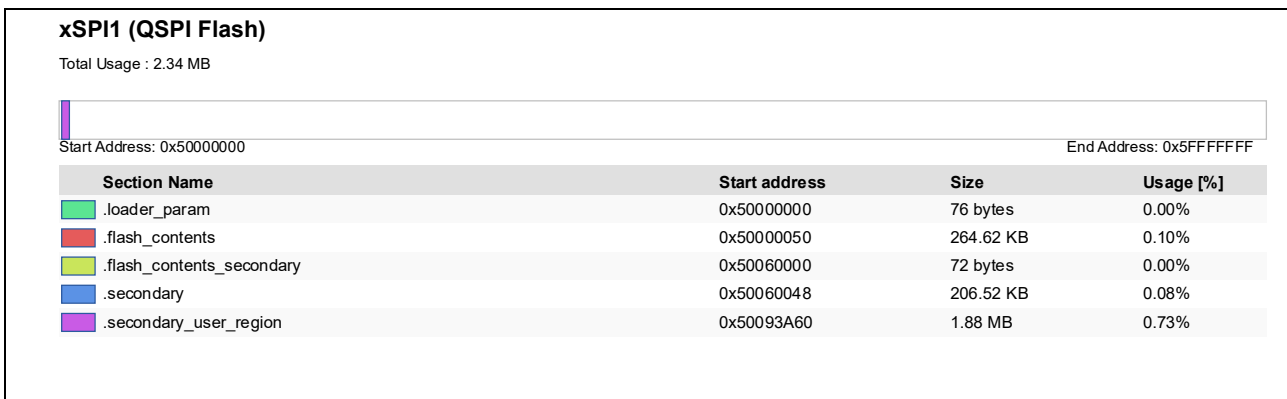 xSPI1 (QSPI Flash)
Total Usage : 2.34 MB
Start Address: 0x50000000 End Address: 0x5FFFFFFF
Section Name Start address Size Usage [%]
.loader_param 0x50000000 76 bytes 0.00%
.flash_contents 0x50000050 264.62 KB 0.10%
.flash_contents_secondary 0x50060000 72 bytes 0.00%
.secondary 0x50060048 206.52 KB 0.08%
.secondary_user_region 0x50093A60 1.88 MB 0.73%